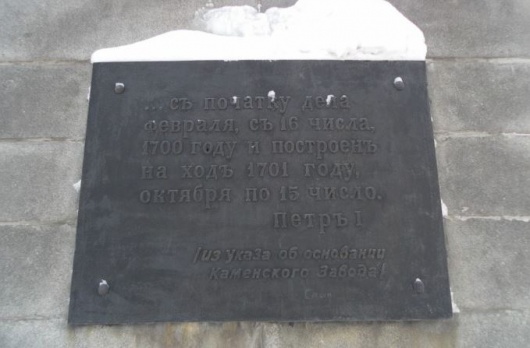 ... съ початку дела
февраля, съ 16 числа,
1700 году и построенъ
на ходъ 1701 году,
октября по 15 число.
Петръ I
/из указа об основании
Каменского Завода/